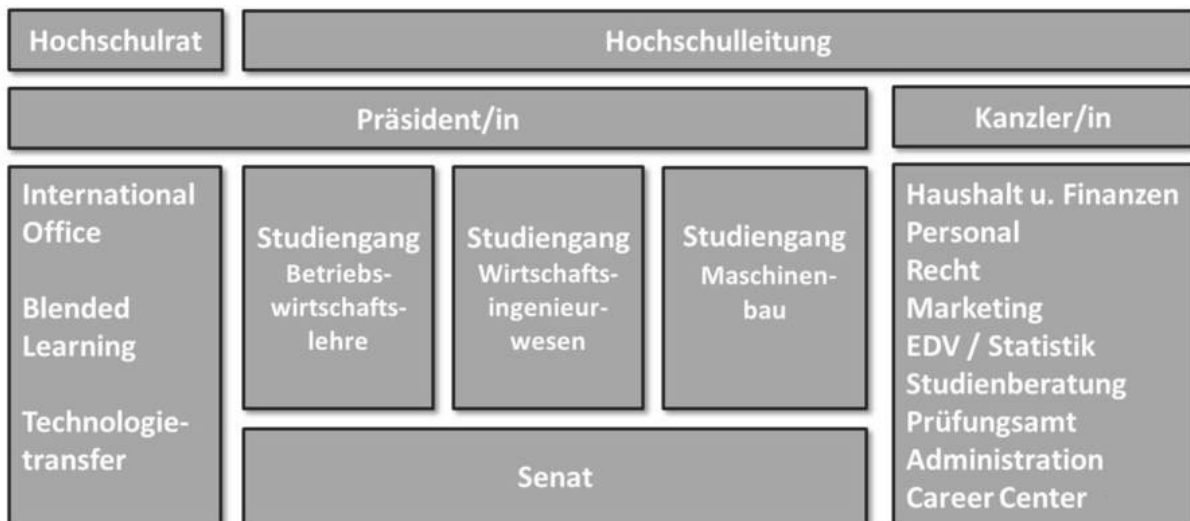 Hochschulrat
Hochschulleitung
Präsident/in
Kanzler/in
International
Office
Blended
Learning
Technologie-
transfer
Studiengang
Betriebs-
wirtschafts-
lehre
Studiengang
Wirtschafts-
ingenieur-
wesen
Studiengang
Maschinen-
bau
Senat
Haushalt u. Finanzen
Personal
Recht
Marketing
EDV / Statistik
Studienberatung
Prüfungsamt
Administration
Career Center